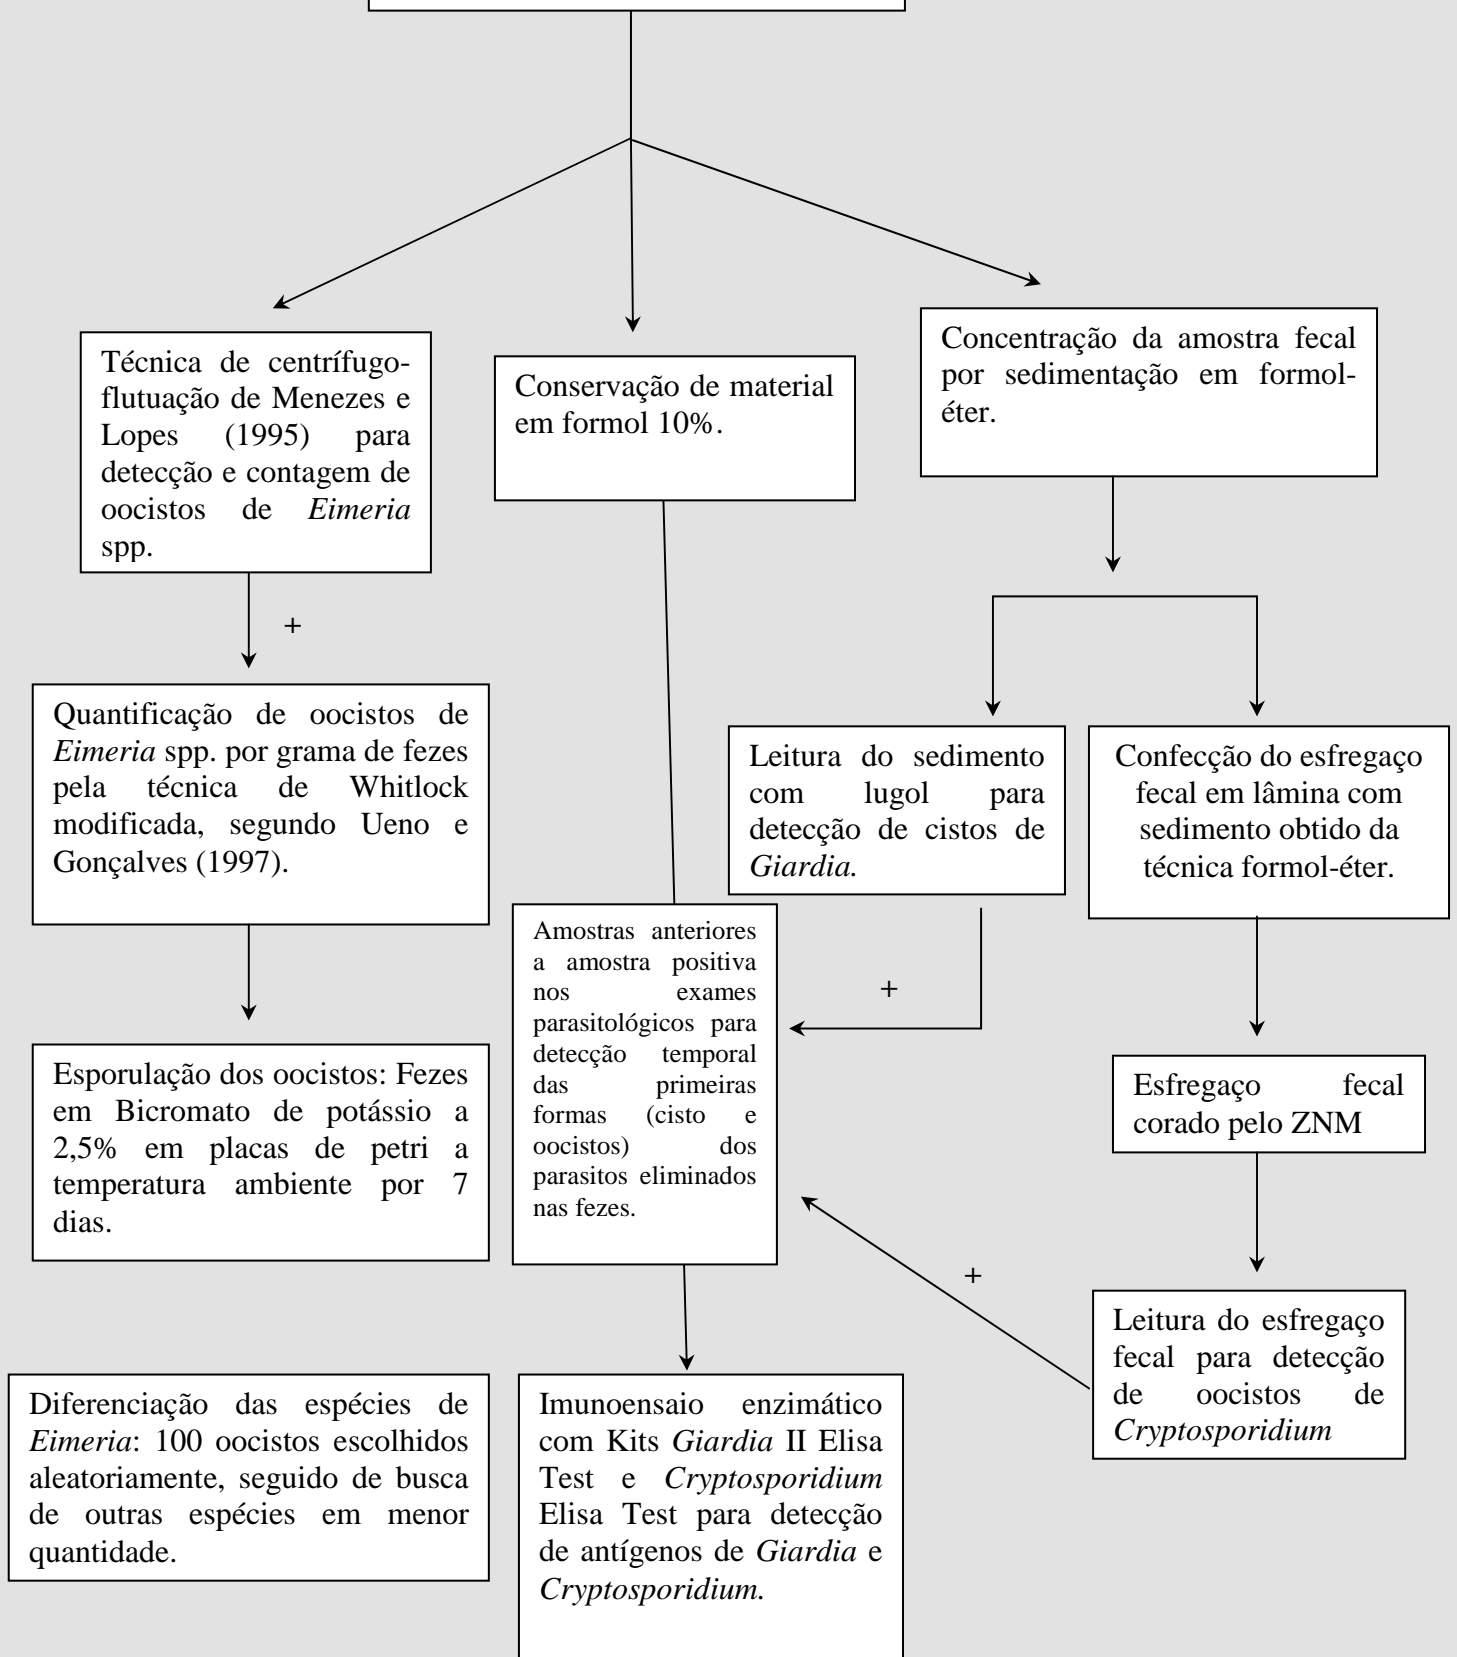 Técnica de centrífugo-
flutuação de Menezes e
Lopes (1995) para
detecção e contagem de
oocistos de Eimeria
spp.
Conservação de material
em formol 10%.
Concentração da amostra fecal
por sedimentação em formol-
éter.
+
Quantificação de oocistos de
Eimeria spp. por grama de fezes
pela técnica de Whitlock
modificada, segundo Ueno e
Gonçalves (1997).
Leitura do sedimento
com lugol para
detecção de cistos de
Giardia.
Confecção do esfregaço
fecal em lâmina com
sedimento obtido da
técnica formol-éter.
Amostras anteriores
a amostra positiva
nos exames
parasitológicos para
detecção temporal
das primeiras
formas (cisto e
oocistos) dos
parasitos eliminados
nas fezes.
+
Esporulação dos oocistos: Fezes
em Bicromato de potássio a
2,5% em placas de petri a
temperatura ambiente por 7
dias.
Esfregaço fecal
corado pelo ZNM
+
Leitura do esfregaço
fecal para detecção
de oocistos de
Cryptosporidium
Diferenciação das espécies de
Eimeria: 100 oocistos escolhidos
aleatoriamente, seguido de busca
de outras espécies em menor
quantidade.
Imunoensaio enzimático
com Kits Giardia II Elisa
Test e Cryptosporidium
Elisa Test para detecção
de antígenos de Giardia e
Cryptosporidium.